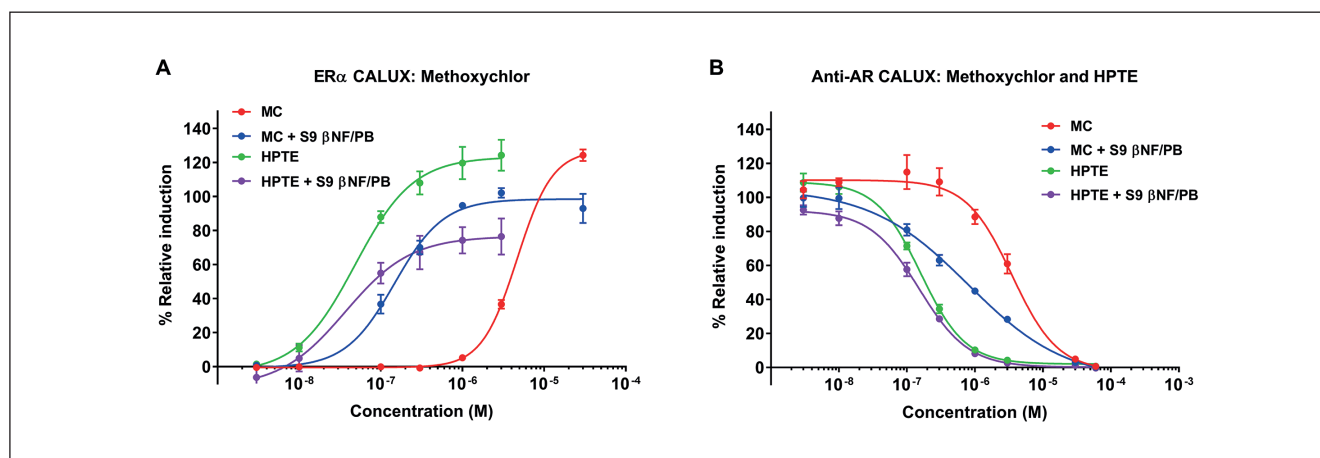 A
ERα CALUX: Methoxychlor
MC
MC + S9 βNF/PB
HPTE
HPTE + S9 βNF/PB
% Relative induction
140
120
100
80
60
40
20
0
10-8
10-7
10-6
10-5
10-4
Concentration (M)
B
Anti-AR CALUX: Methoxychlor and HPTE
MC
MC + S9 βNF/PB
HPTE
HPTE + S9 βNF/PB
% Relative induction
140
120
100
80
60
40
20
0
10-8
10-7
10-6
10-5
10-4
10-3
Concentration (M)